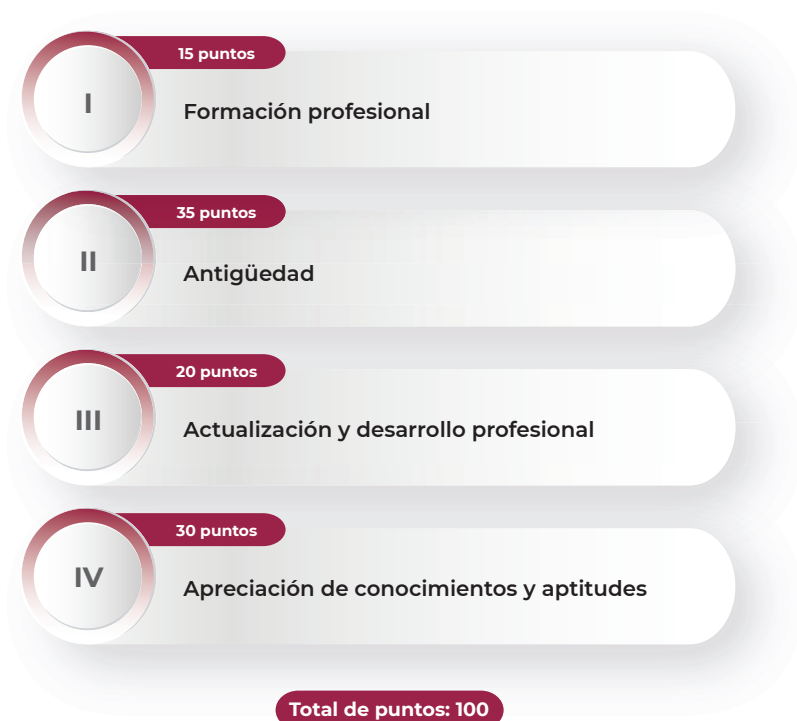 15 puntos
I
Formación profesional
35 puntos
II
Antigüedad
20 puntos
III
Actualización y desarrollo profesional
30 puntos
IV
Apreciación de conocimientos y aptitudes
Total de puntos: 100